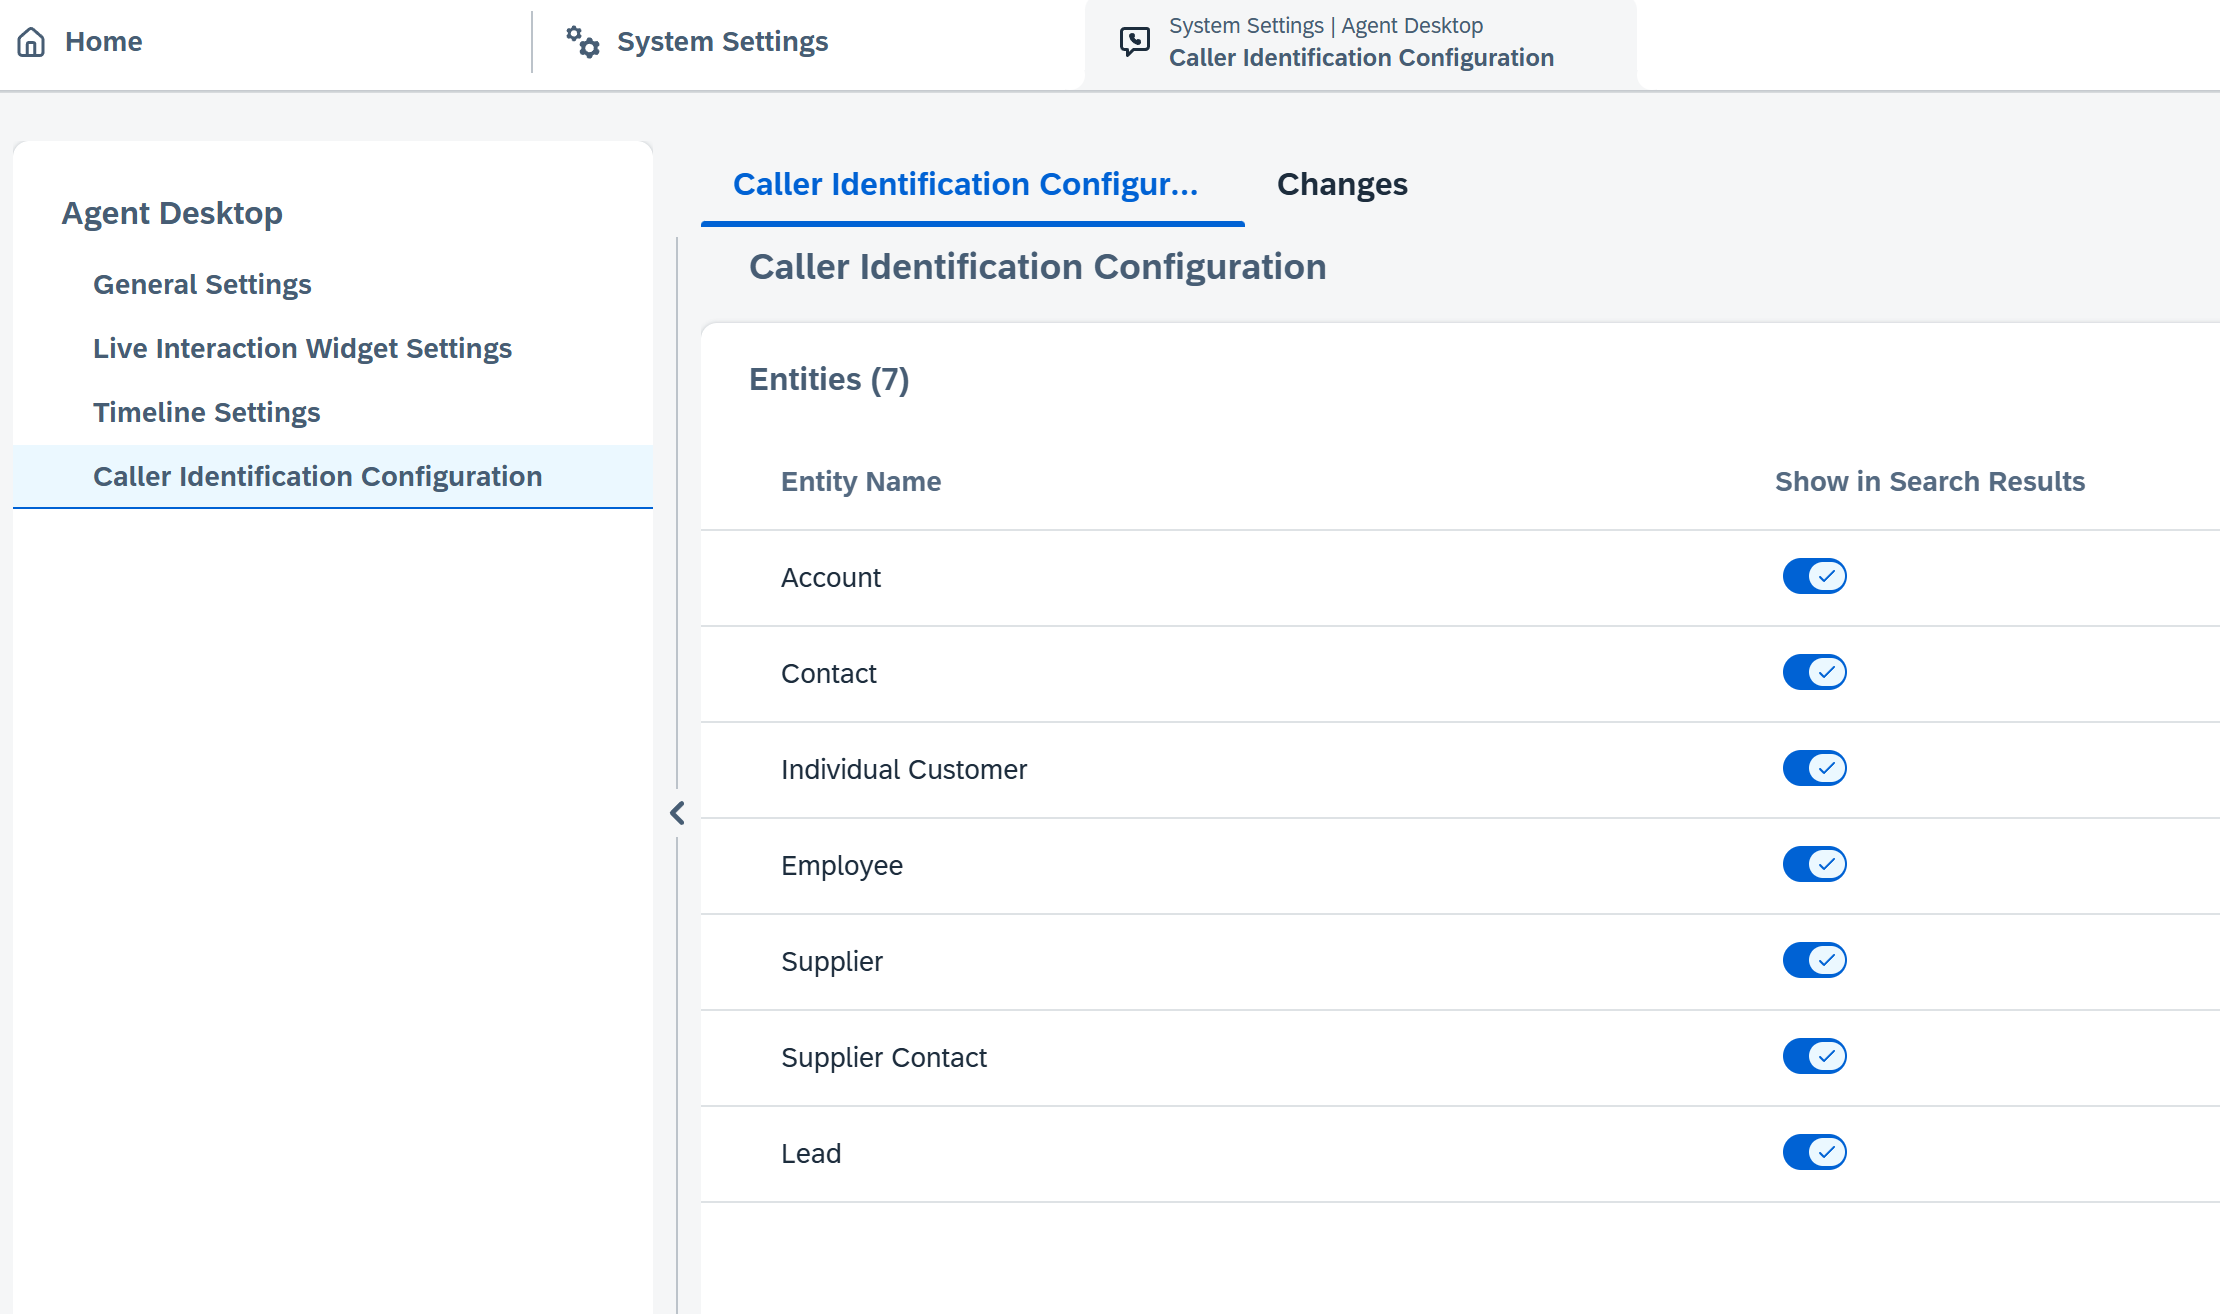 Home
System Settings
System Settings | Agent Desktop
Caller Identification Configuration
Agent Desktop
General Settings
Live Interaction Widget Settings
Timeline Settings
Caller Identification Configuration
Caller Identification Configur...
Changes
Caller Identification Configuration
Entities (7)
Entity Name
Show in Search Results
Account
Contact
Individual Customer
Employee
Supplier
Supplier Contact
Lead